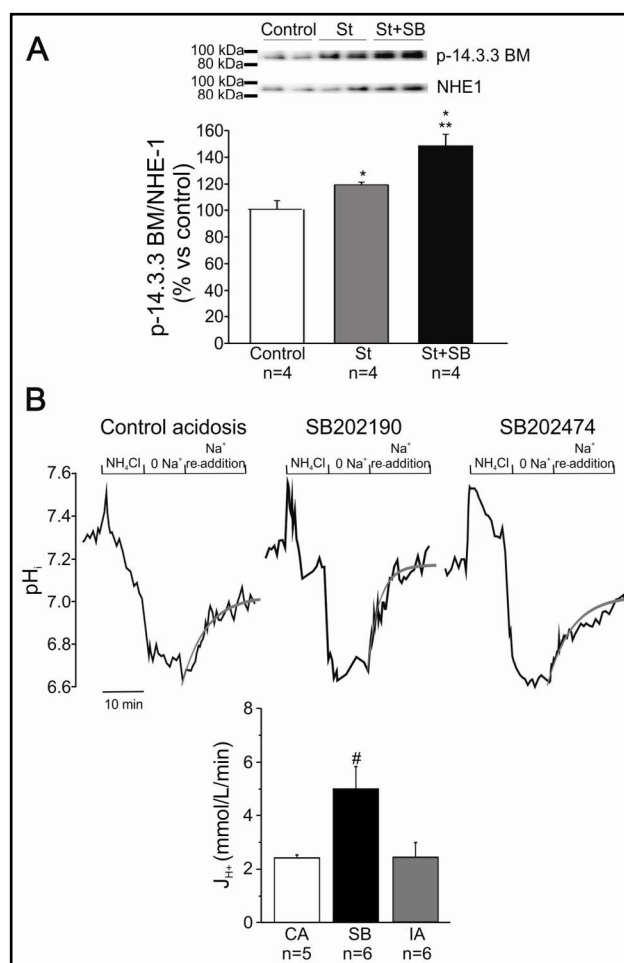 A
Control St St+SB
100 kDa
80 kDa
p-14.3.3 BM
100 kDa
80 kDa
NHE1
p-14.3.3 BM/NHE-1
(% vs control)
160
140
120
100
80
60
40
20
0
*
*
**
Control St St+SB
n=4 n=4 n=4
B
Control acidosis SB202190 SB202474
NH₄Cl 0 Na⁺ Na⁺ re-addition
NH₄Cl 0 Na⁺ Na⁺ re-addition
NH₄Cl 0 Na⁺ Na⁺ re-addition
pHᵢ
7.6
7.4
7.2
7.0
6.8
6.6
10 min
J_H+ (mmol/L/min)
8
6
4
2
0
#
CA SB IA
n=5 n=6 n=6